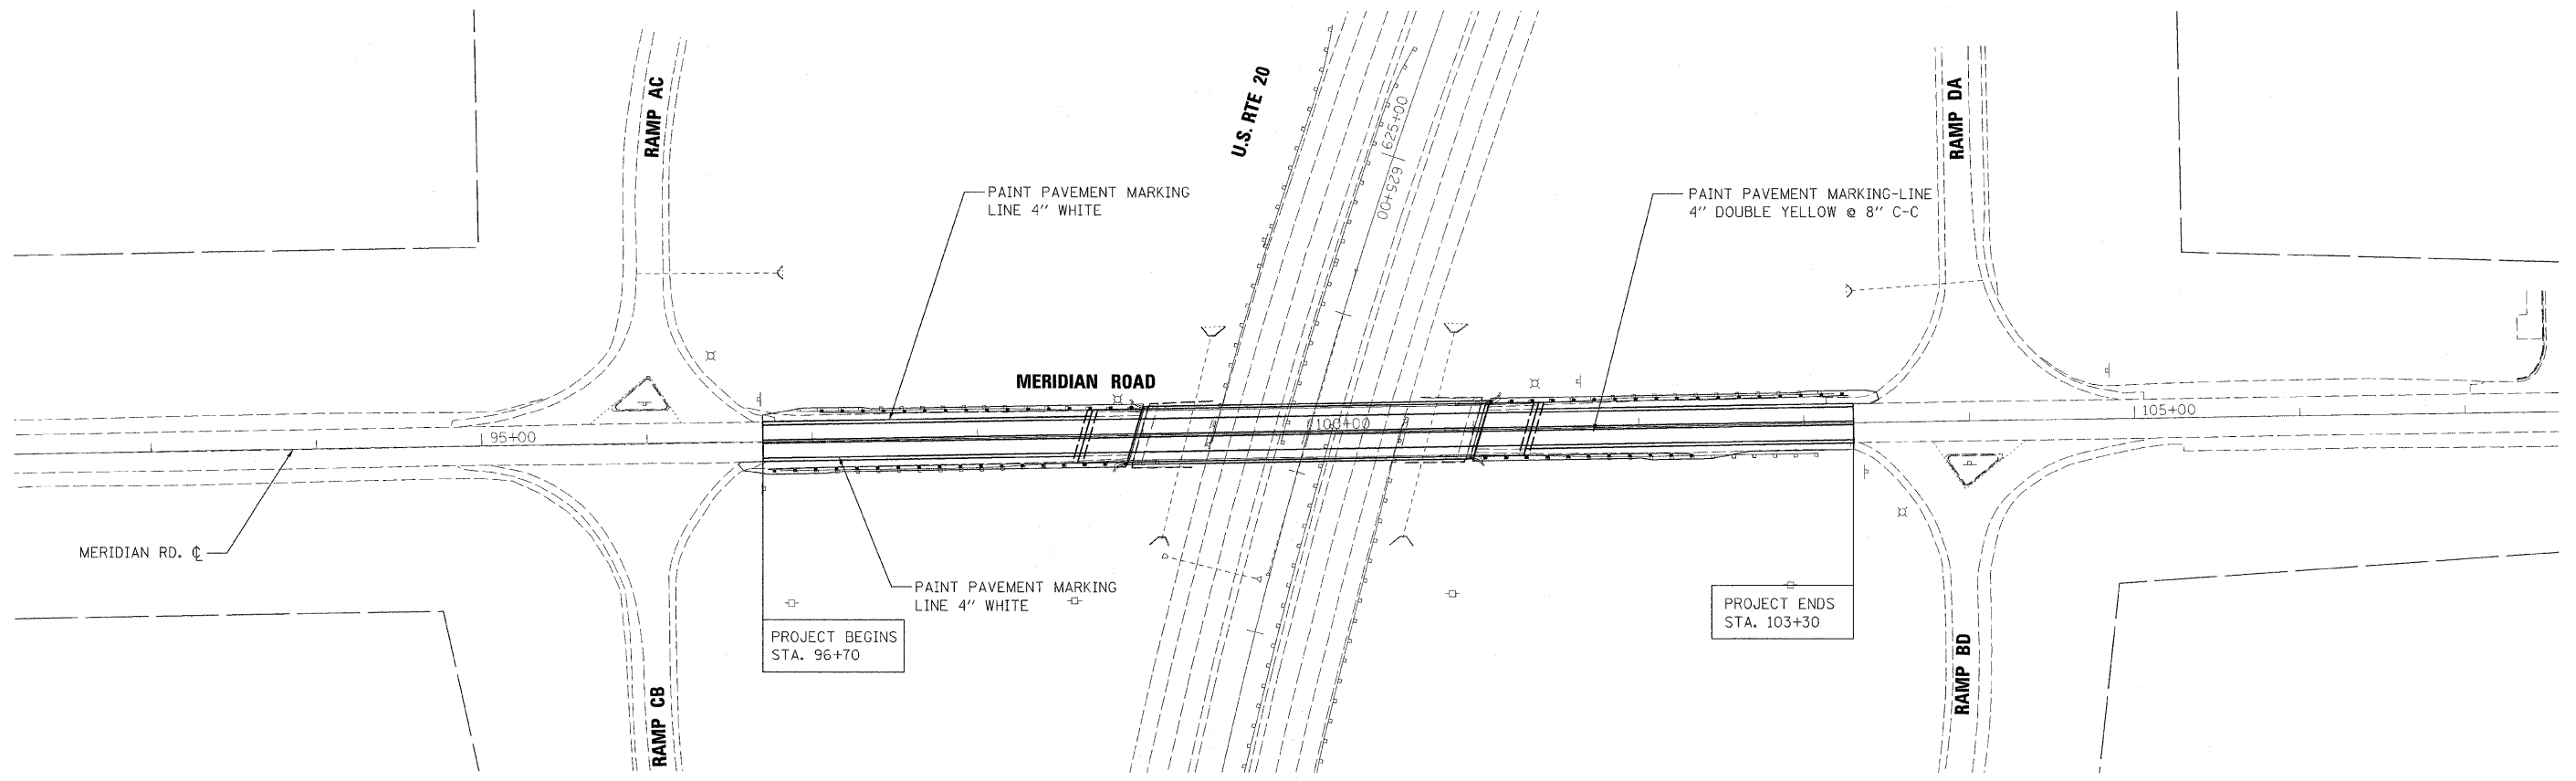 RAMP AC
U.S. RTE 20
625+00
625+00
RAMP DA
PAINT PAVEMENT MARKING
LINE 4" WHITE
PAINT PAVEMENT MARKING-LINE
4" DOUBLE YELLOW @ 8" C-C
MERIDIAN ROAD
95+00
100+00
105+00
MERIDIAN RD. ℄
PAINT PAVEMENT MARKING
LINE 4" WHITE
PROJECT BEGINS
STA. 96+70
PROJECT ENDS
STA. 103+30
RAMP CB
RAMP BD